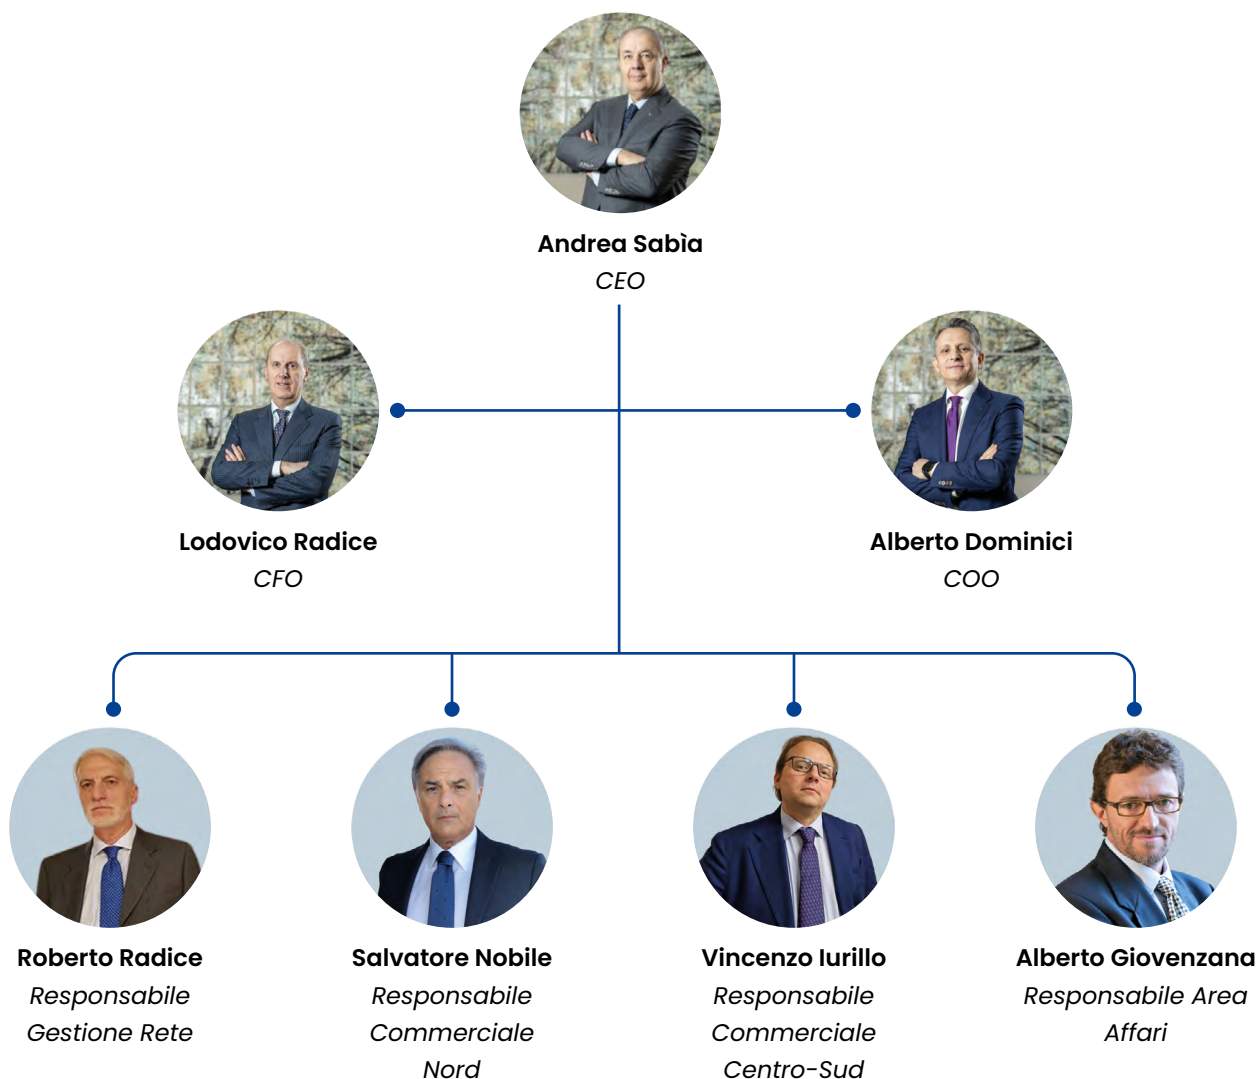 Andrea Sabìa
CEO
Lodovico Radice
CFO
Alberto Dominici
COO
Roberto Radice
Responsabile
Gestione Rete
Salvatore Nobile
Responsabile
Commerciale
Nord
Vincenzo Iurillo
Responsabile
Commerciale
Centro-Sud
Alberto Giovenzana
Responsabile Area
Affari